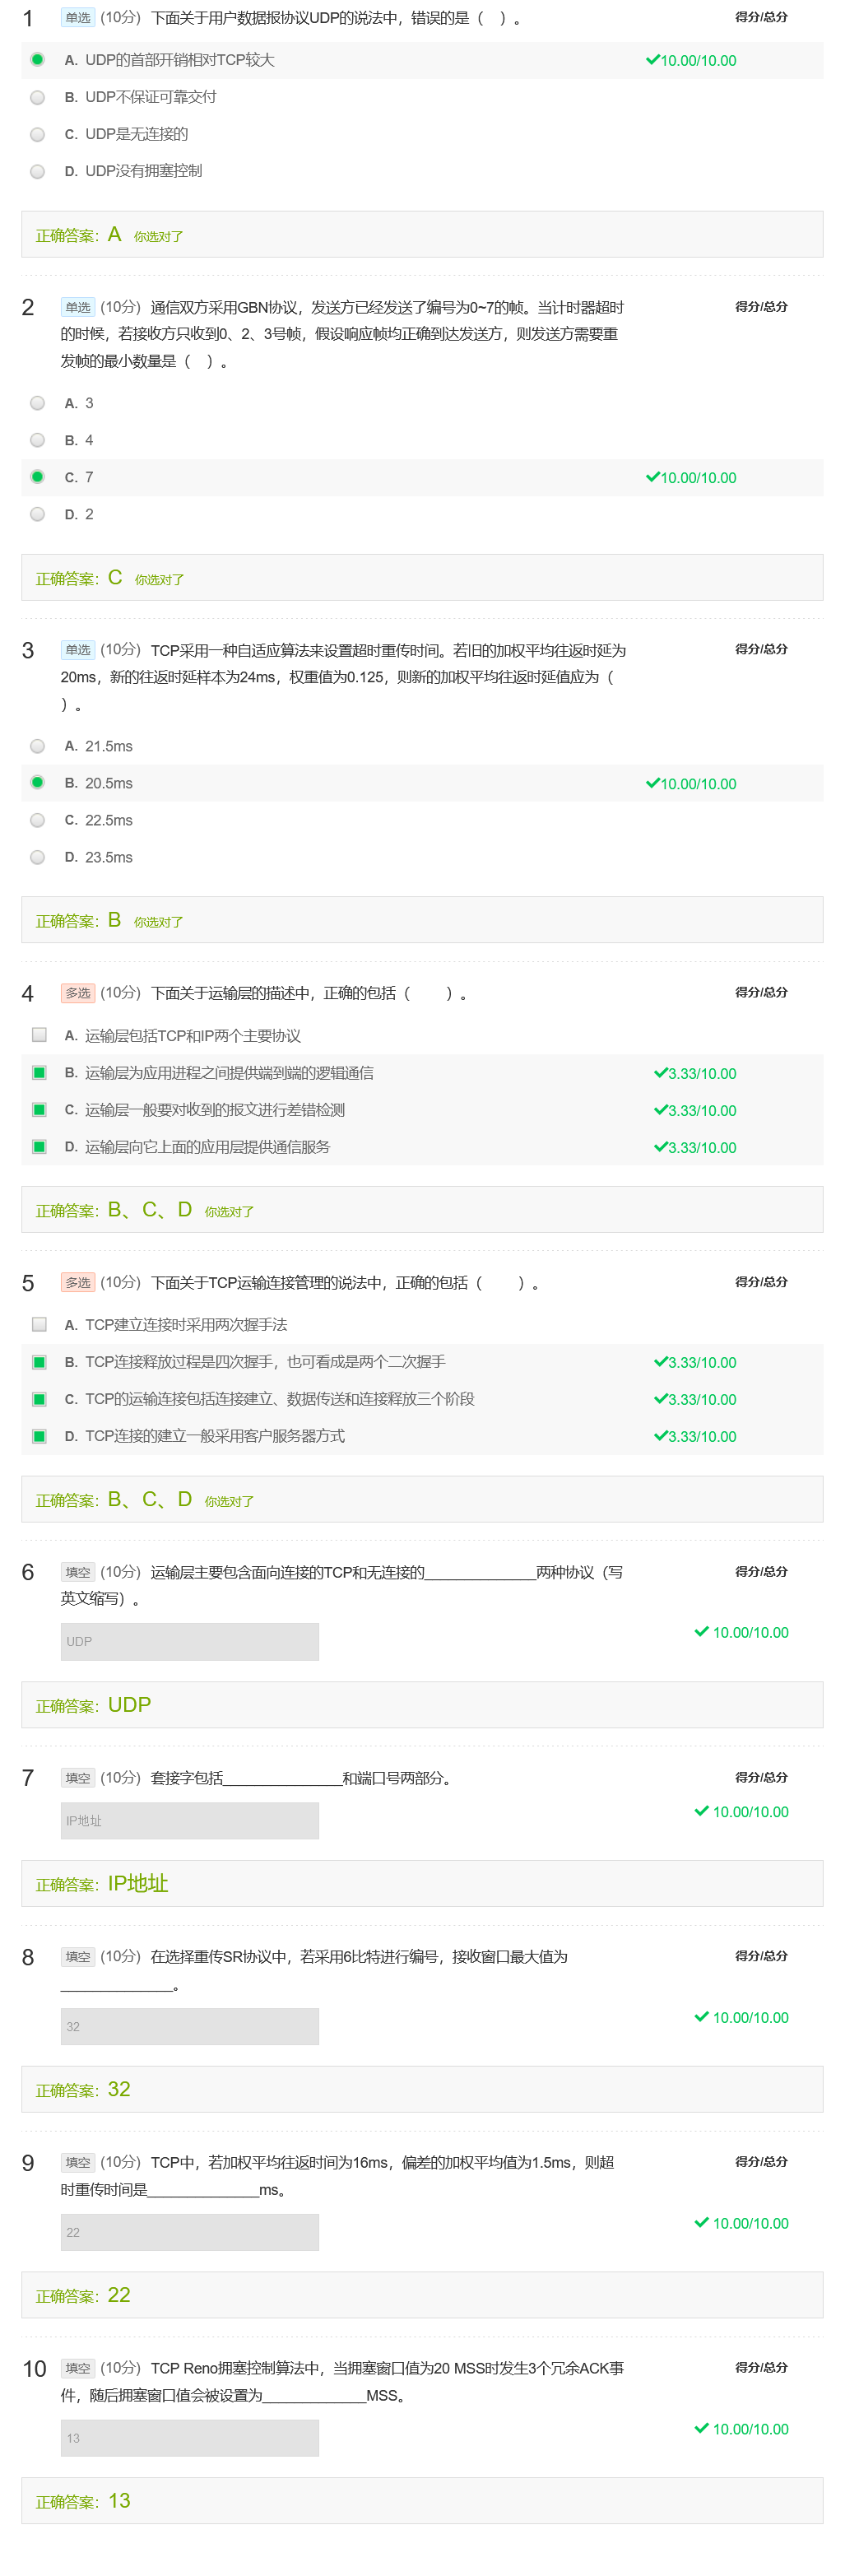 1 单选 (10分) 下面关于用户数据报协议UDP的说法中，错误的是（ ）。 得分/总分
A. UDP的首部开销相对TCP较大 10.00/10.00
B. UDP不保证可靠交付
C. UDP是无连接的
D. UDP没有拥塞控制
正确答案：A 你选对了
2 单选 (10分) 通信双方采用GBN协议，发送方已经发送了编号为0~7的帧。当计时器超时 得分/总分
的时候，若接收方只收到0、2、3号帧，假设响应帧均正确到达发送方，则发送方需要重
发帧的最小数量是（ ）。
A. 3
B. 4
C. 7 10.00/10.00
D. 2
正确答案：C 你选对了
3 单选 (10分) TCP采用一种自适应算法来设置超时重传时间。若旧的加权平均往返时延为 得分/总分
20ms，新的往返时延样本为24ms，权重值为0.125，则新的加权平均往返时延值应为（
）。
A. 21.5ms
B. 20.5ms 10.00/10.00
C. 22.5ms
D. 23.5ms
正确答案：B 你选对了
4 多选 (10分) 下面关于运输层的描述中，正确的包括（ ）。 得分/总分
A. 运输层包括TCP和IP两个主要协议
B. 运输层为应用进程之间提供端到端的逻辑通信 3.33/10.00
C. 运输层一般要对收到的报文进行差错检测 3.33/10.00
D. 运输层向它上面的应用层提供通信服务 3.33/10.00
正确答案：B、C、D 你选对了
5 多选 (10分) 下面关于TCP运输连接管理的说法中，正确的包括（ ）。 得分/总分
A. TCP建立连接时采用两次握手法
B. TCP连接释放过程是四次握手，也可看成是两个二次握手 3.33/10.00
C. TCP的运输连接包括连接建立、数据传送和连接释放三个阶段 3.33/10.00
D. TCP连接的建立一般采用客户服务器方式 3.33/10.00
正确答案：B、C、D 你选对了
6 填空 (10分) 运输层主要包含面向连接的TCP和无连接的______________两种协议（写 得分/总分
英文缩写）。
UDP 10.00/10.00
正确答案：UDP
7 填空 (10分) 套接字包括_______________和端口号两部分。 得分/总分
IP地址 10.00/10.00
正确答案：IP地址
8 填空 (10分) 在选择重传SR协议中，若采用6比特进行编号，接收窗口最大值为 得分/总分
______________。
32 10.00/10.00
正确答案：32
9 填空 (10分) TCP中，若加权平均往返时间为16ms，偏差的加权平均值为1.5ms，则超 得分/总分
时重传时间是______________ms。
22 10.00/10.00
正确答案：22
10 填空 (10分) TCP Reno拥塞控制算法中，当拥塞窗口值为20 MSS时发生3个冗余ACK事 得分/总分
件，随后拥塞窗口值会被设置为_____________MSS。
13 10.00/10.00
正确答案：13